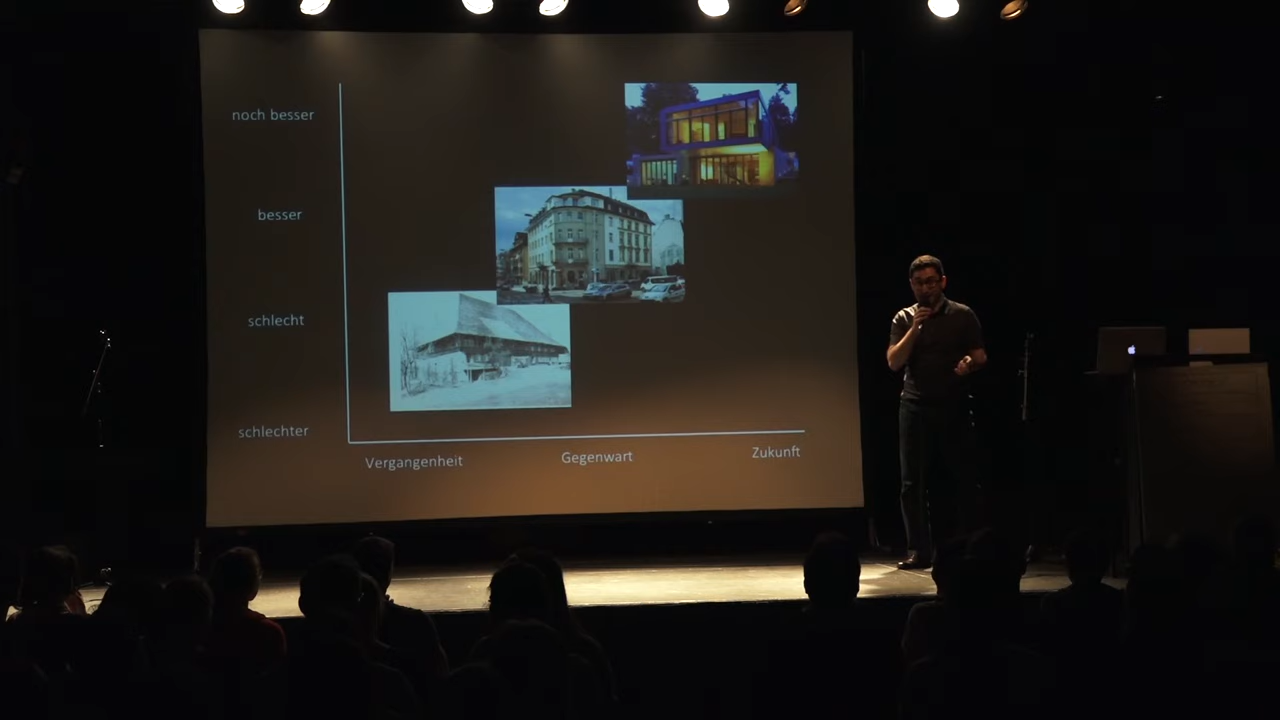 noch besser
besser
schlecht
schlechter
Vergangenheit
Gegenwart
Zukunft